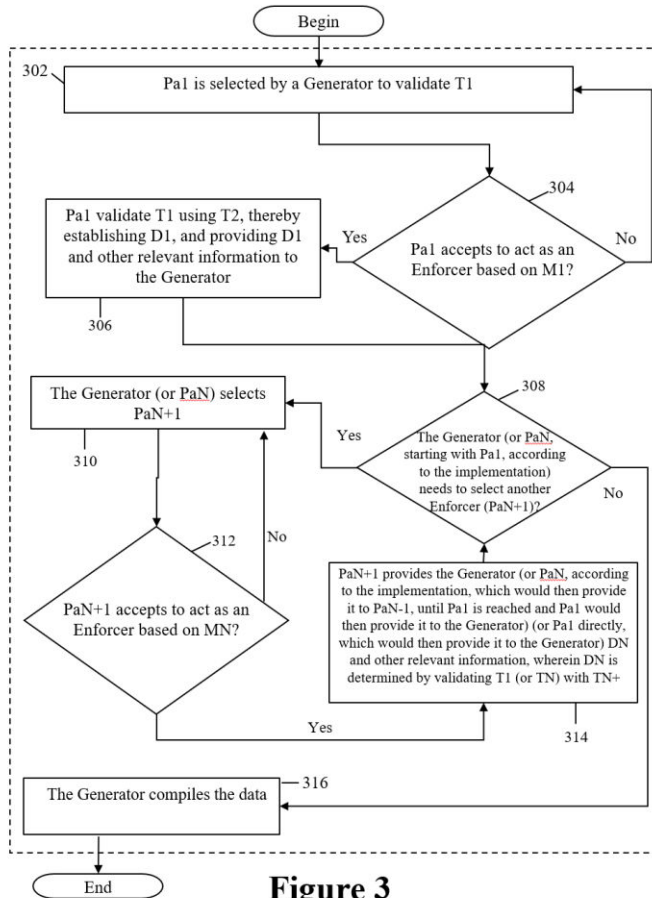 Begin
302
Pa1 is selected by a Generator to validate T1
304
Pa1 validate T1 using T2, thereby
establishing D1, and providing D1
and other relevant information to
the Generator
Yes
Pa1 accepts to act as an
Enforcer based on M1?
No
306
308
The Generator (or PaN) selects
PaN+1
310
Yes
The Generator (or PaN,
starting with Pa1, according
to the implementation)
needs to select another
Enforcer (PaN+1)?
No
312
No
PaN+1 accepts to act as an
Enforcer based on MN?
PaN+1 provides the Generator (or PaN, according
to the implementation, which would then provide
it to PaN-1, until Pa1 is reached and Pa1 would
then provide it to the Generator) (or Pa1 directly,
which would then provide it to the Generator) DN
and other relevant information, wherein DN is
determined by validating T1 (or TN) with TN+
Yes
314
316
The Generator compiles the data
End
Figure 3